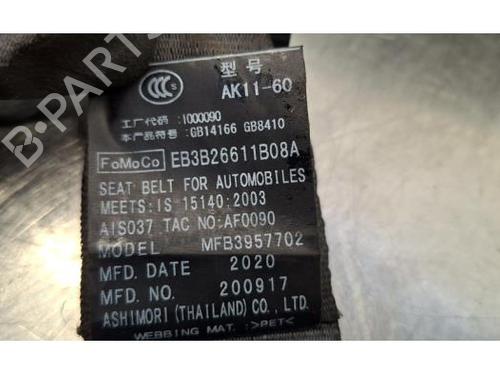 B-PARTS
型号
CCC S
AK11-60
工厂代码 : I000090
本产品符号 : GB14166 GB8410
FoMoCo EB3B26611B08A
SEAT BELT FOR AUTOMOBILES
MEETS:IS 15140:2003
AIS037 TAC NO:AF0090
MODEL MFB3957702
MFD. DATE 2020
MFD. NO. 200917
ASHIMORI (THAILAND) CO., LTD.
WEBBING MAT. :>PET<